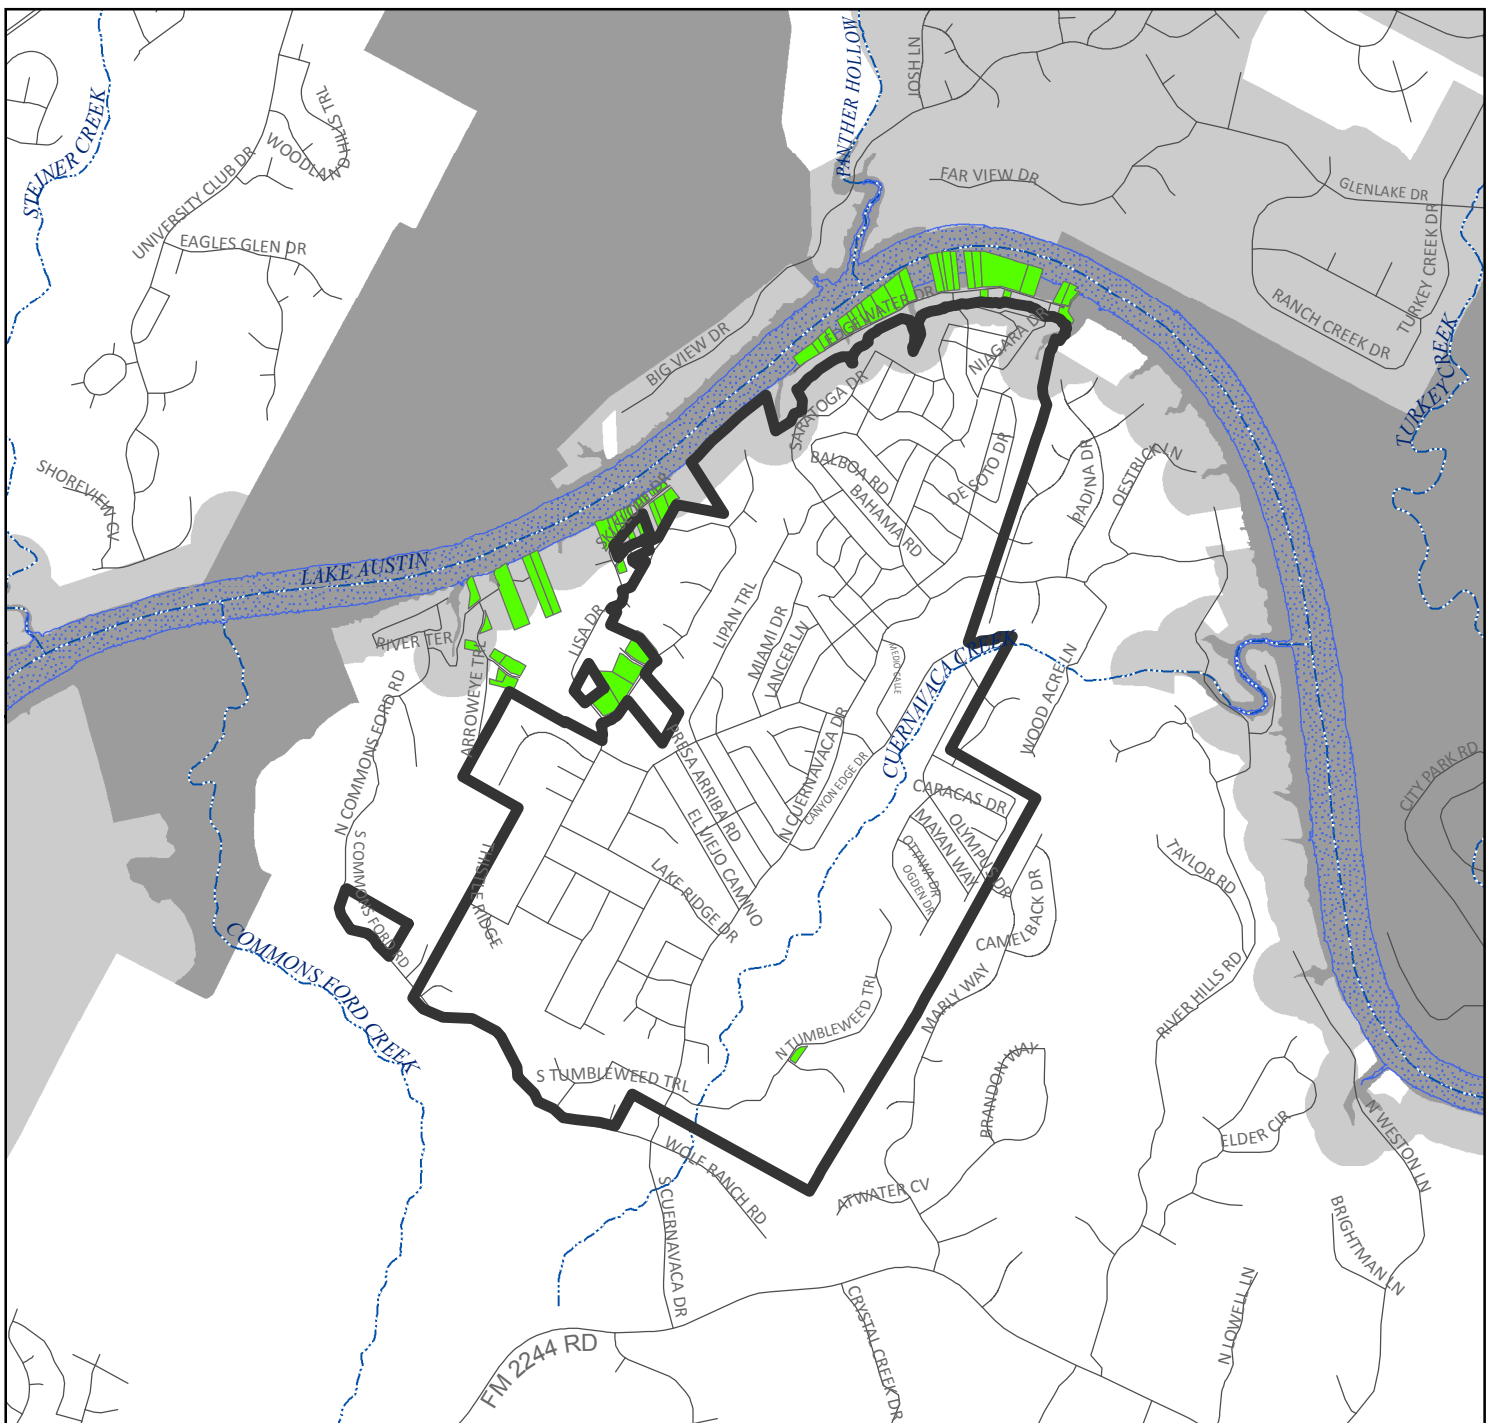 PANTHER HOLLOW
JOSH LN
STEINER CREEK
WOODLAND HILLS TRL
UNIVERSITY CLUB DR
EAGLES GLEN DR
FAR VIEW DR
GLENLAKE DR
TURKEY CREEK DR
RANCH CREEK DR
TURKEY CREEK
BIG VIEW DR
EDGEWATER DR
NIAGARA DR
SARATOGA DR
BALBOA RD
BAHAMA RD
DE SOTO DR
PADINA DR
OESTRICK LN
SHOREVIEW CV
LAKE AUSTIN
LISA DR
LIPAN TRL
MIAMI DR
LANCER LN
MEDIO CALLE
CUERNAVACA CREEK
WOOD ACRE LN
RIVER TER
ARROWEYE TRL
N COMMONS FORD RD
PRESA ARRIBA RD
EL VIEJO CAMINO
N CUERNAVACA DR
CANYON EDGE DR
CARACAS DR
OLYMPUS DR
MAYAN WAY
OTTAWA DR
OGDEN DR
CITY PARK RD
TAYLOR RD
S COMMONS FORD RD
THISTLE RIDGE
LAKE RIDGE DR
CAMELBACK DR
MARLY WAY
RIVER HILLS RD
COMMONS FORD CREEK
N TUMBLEWEED TRL
S TUMBLEWEED TRL
BRANDON WAY
ELDER CIR
N WESTON LN
WOLF RANCH RD
ATWATER CV
S CUERNAVACA DR
BRIGHTMAN LN
N LOWELL LN
CRYSTAL CREEK DR
FM 2244 RD